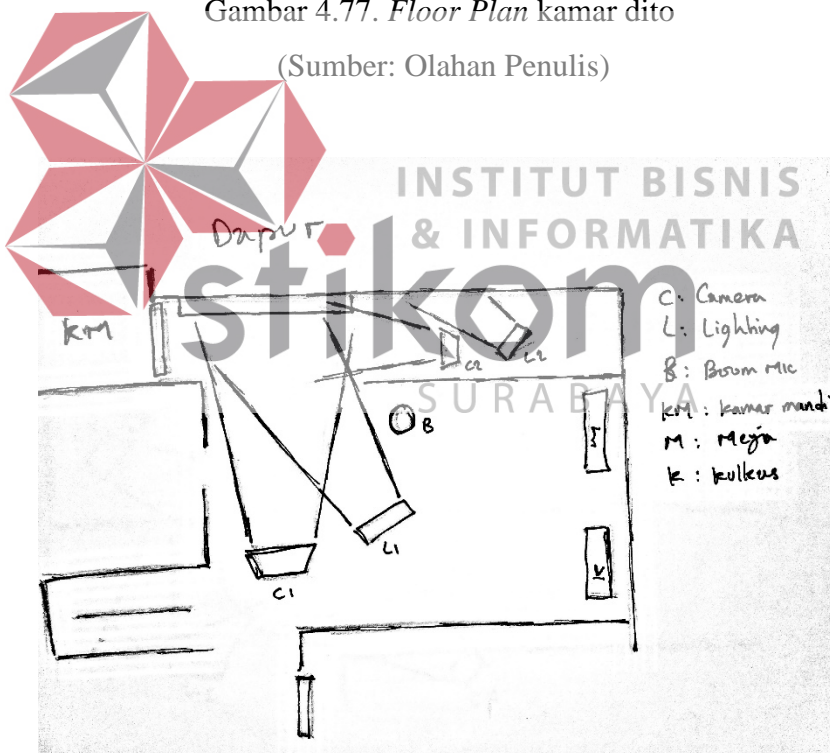 Gambar 4.77. Floor Plan kamar dito
(Sumber: Olahan Penulis)
INSTITUT BISNIS
& INFORMATIKA
stikom
SURABAYA
Dapur
KM
C2
L2
B
L1
C1
M
K
C: Camera
L: Lighting
B: Boom Mic
KM: Kamar mandi
M: Meja
K: Kulkas